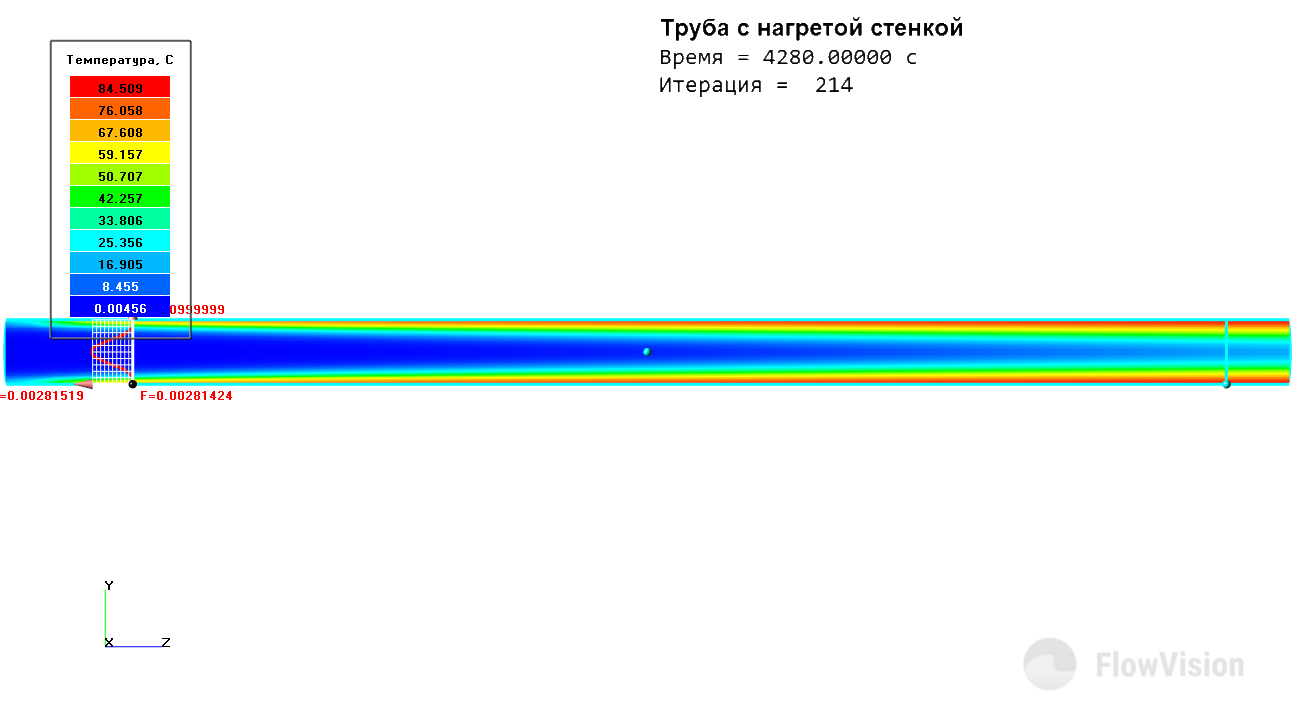 Труба с нагретой стенкой
Время = 4280.00000 с
Итерация = 214
Температура, С
84.509
76.058
67.608
59.157
50.707
42.257
33.806
25.356
16.905
8.455
0.00456
0999999
=0.00281519
F=0.00281424
Y
X
Z
FlowVision